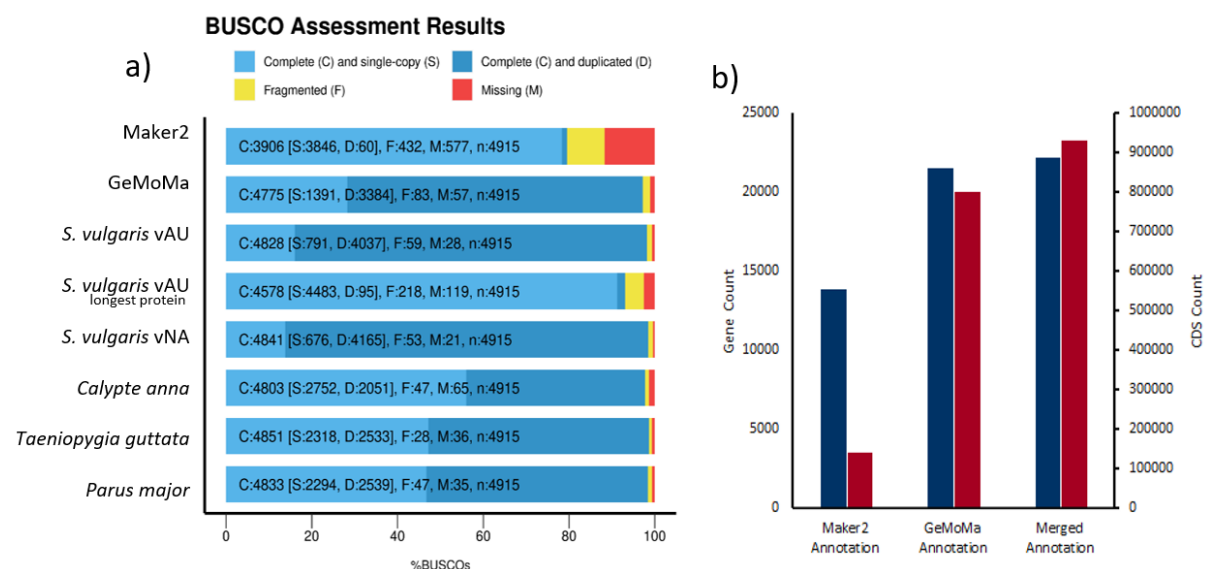 BUSCO Assessment Results
a)
Complete (C) and single-copy (S)
Complete (C) and duplicated (D)
Fragmented (F)
Missing (M)
Maker2
C:3906 [S:3846, D:60], F:432, M:577, n:4915
GeMoMa
C:4775 [S:1391, D:3384], F:83, M:57, n:4915
S. vulgaris vAU
C:4828 [S:791, D:4037], F:59, M:28, n:4915
S. vulgaris vAU
longest protein
C:4578 [S:4483, D:95], F:218, M:119, n:4915
S. vulgaris vNA
C:4841 [S:676, D:4165], F:53, M:21, n:4915
Calypte anna
C:4803 [S:2752, D:2051], F:47, M:65, n:4915
Taeniopygia guttata
C:4851 [S:2318, D:2533], F:28, M:36, n:4915
Parus major
C:4833 [S:2294, D:2539], F:47, M:35, n:4915
0 20 40 60 80 100
%BUSCOs
b)
Gene Count
25000
20000
15000
10000
5000
0
CDS Count
1000000
900000
800000
700000
600000
500000
400000
300000
200000
100000
0
Maker2
Annotation
GeMoMa
Annotation
Merged
Annotation